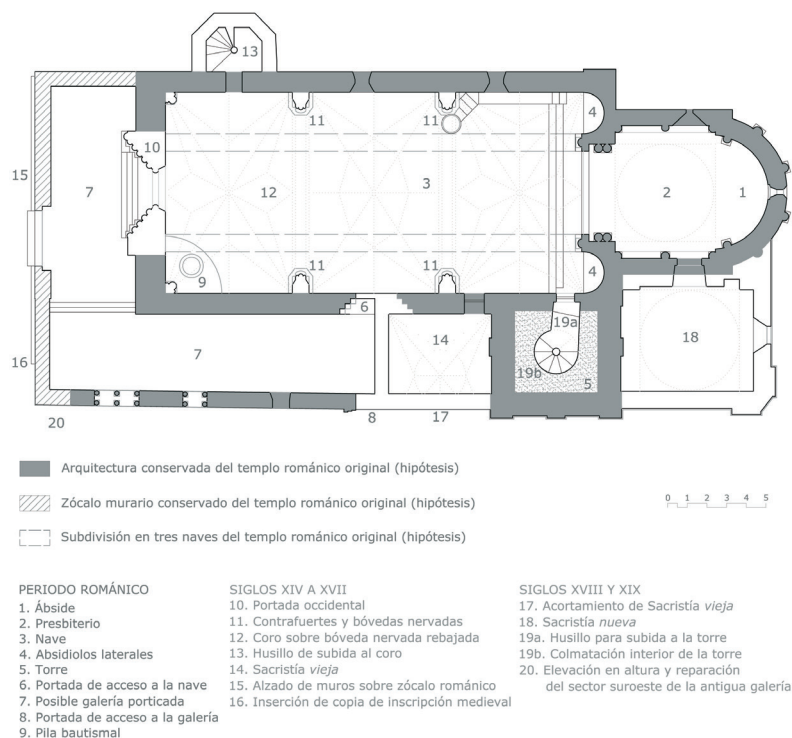 13
4
11
11
10
15
7
12
3
2
1
11
11
4
9
6
19a
18
14
7
16
19b
5
20
8
17
Arquitectura conservada del templo románico original (hipótesis)
Zócalo murario conservado del templo románico original (hipótesis)
0 1 2 3 4 5
Subdivisión en tres naves del templo románico original (hipótesis)
PERIODO ROMÁNICO
1. Ábside
2. Presbiterio
3. Nave
4. Absidiolos laterales
5. Torre
6. Portada de acceso a la nave
7. Posible galería porticada
8. Portada de acceso a la galería
9. Pila bautismal
SIGLOS XIV A XVII
10. Portada occidental
11. Contrafuertes y bóvedas nervadas
12. Coro sobre bóveda nervada rebajada
13. Husillo de subida al coro
14. Sacristía vieja
15. Alzado de muros sobre zócalo románico
16. Inserción de copia de inscripción medieval
SIGLOS XVIII Y XIX
17. Acortamiento de Sacristía vieja
18. Sacristía nueva
19a. Husillo para subida a la torre
19b. Colmatación interior de la torre
20. Elevación en altura y reparación
del sector suroeste de la antigua galería